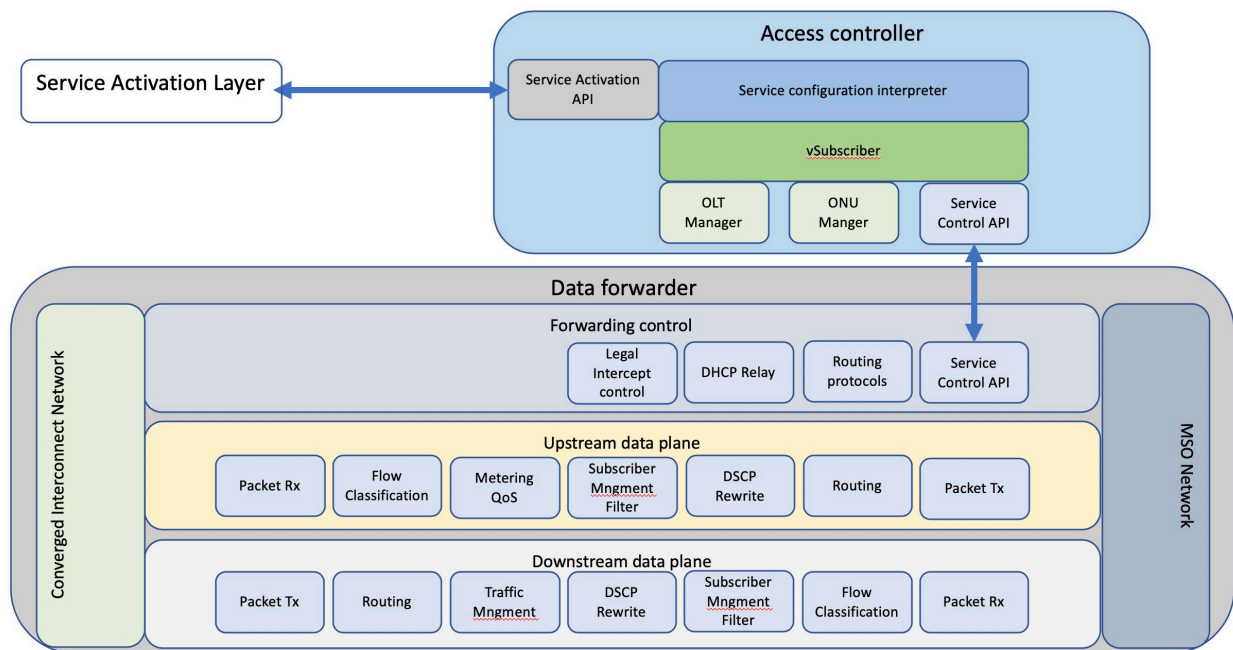 Access controller
Service Activation Layer
Service Activation
API
Service configuration interpreter
vSubscriber
OLT
Manager
ONU
Manger
Service
Control API
Data forwarder
Converged Interconnect Network
Forwarding control
Legal
Intercept
control
DHCP Relay
Routing
protocols
Service
Control API
MSO Network
Upstream data plane
Packet Rx
Flow
Classification
Metering
QoS
Subscriber
Mngment
Filter
DSCP
Rewrite
Routing
Packet Tx
Downstream data plane
Packet Tx
Routing
Traffic
Mngment
DSCP
Rewrite
Subscriber
Mngment
Filter
Flow
Classification
Packet Rx